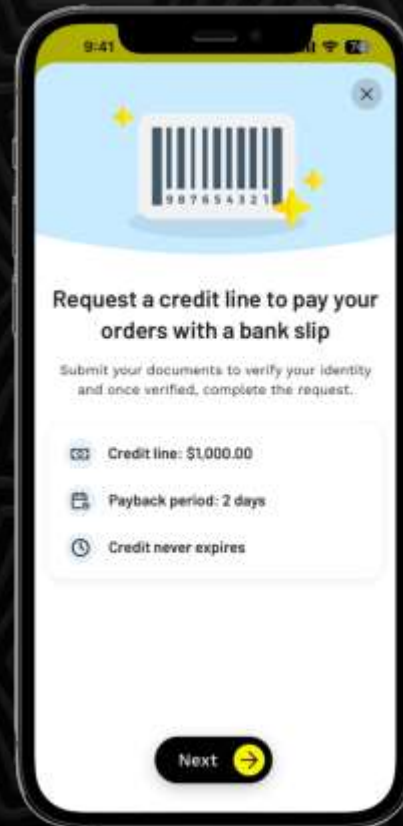 9:41
987654321
Request a credit line to pay your
orders with a bank slip
Submit your documents to verify your identity
and once verified, complete the request.
Credit line: $1,000.00
Payback period: 2 days
Credit never expires
Next